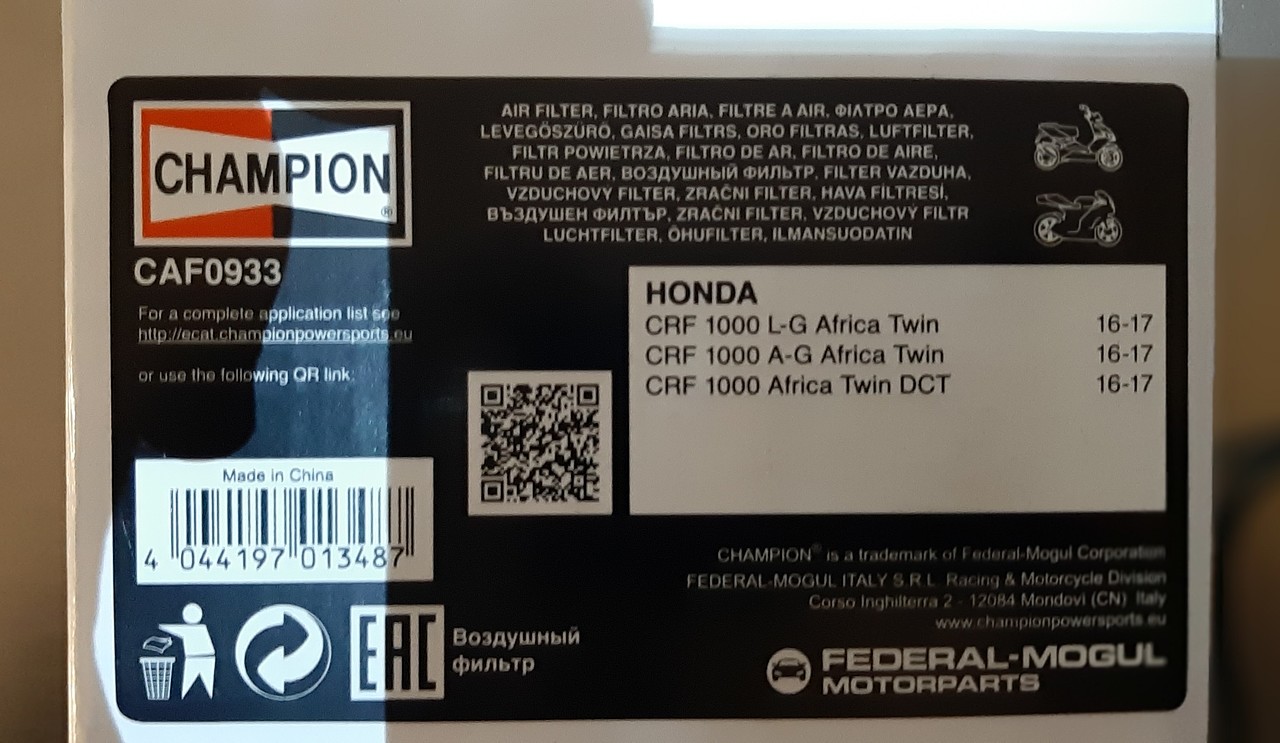 CHAMPION
®
CAF0933
For a complete application list see
http://ecat.championpowersports.eu
or use the following QR link:
AIR FILTER, FILTRO ARIA, FILTRE A AIR, ΦΙΛΤΡΟ ΑΕΡΑ,
LEVEGŐSZŰRŐ, GAISA FILTRS, ORO FILTRAS, LUFTFILTER,
FILTR POWIETRZA, FILTRO DE AR, FILTRO DE AIRE,
FILTRU DE AER, ВОЗДУШНЫЙ ФИЛЬТР, FILTER VAZDUHA,
VZDUCHOVÝ FILTER, ZRAČNI FILTER, HAVA FILTRESİ,
ВЪЗДУШЕН ФИЛТЪР, ZRAČNI FILTER, VZDUCHOVÝ FILTR
LUCHTFILTER, ÕHUFILTER, ILMANSUODATIN
HONDA
CRF 1000 L-G Africa Twin 16-17
CRF 1000 A-G Africa Twin 16-17
CRF 1000 Africa Twin DCT 16-17
Made in China
4 044197 013487
EAC
Воздушный
фильтр
CHAMPION® is a trademark of Federal-Mogul Corporation
FEDERAL-MOGUL ITALY S.R.L. Racing & Motorcycle Division
Corso Inghilterra 2 - 12084 Mondovì (CN) Italy
www.championpowersports.eu
FEDERAL-MOGUL
MOTORPARTS